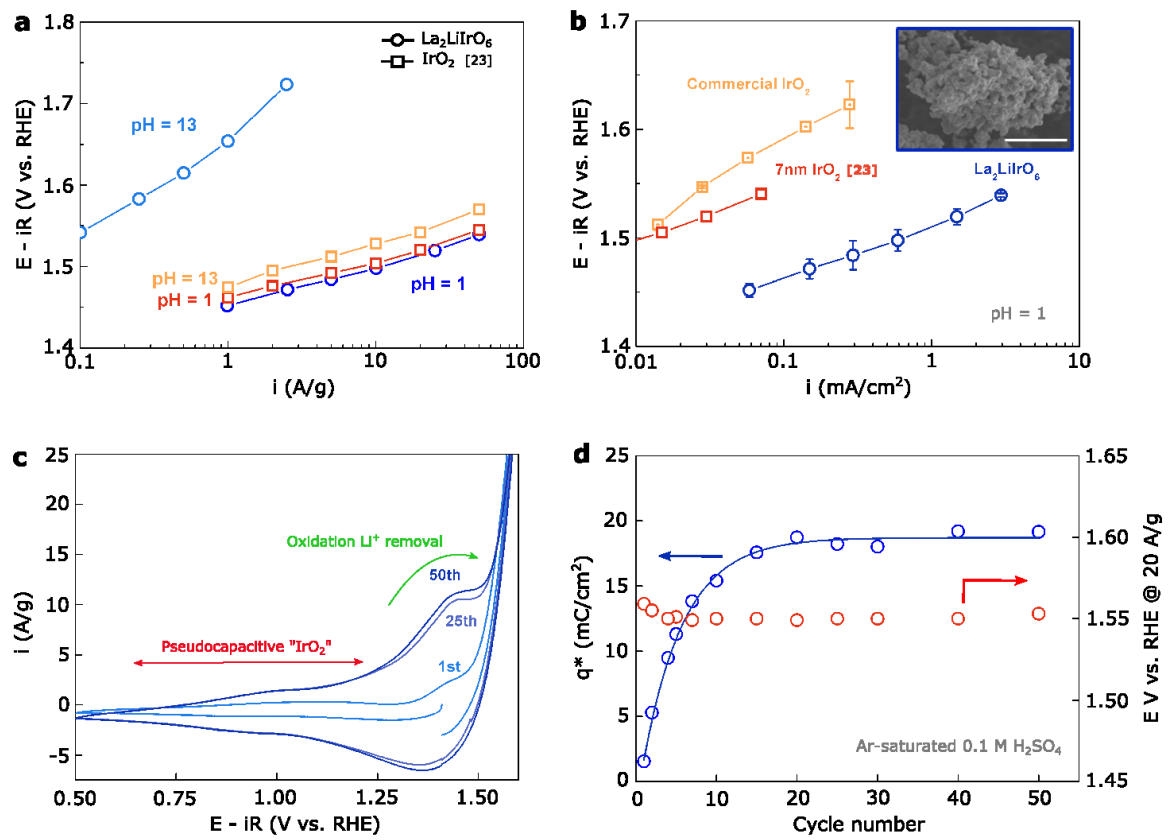 a
1.8
1.7
1.6
1.5
1.4
E - iR (V vs. RHE)
0.1
1
10
100
i (A/g)
La₂LiIrO₆
IrO₂ [23]
pH = 13
pH = 13
pH = 1
pH = 1
b
1.7
1.6
1.5
1.4
E - iR (V vs. RHE)
0.01
0.1
1
10
i (mA/cm²)
Commercial IrO₂
7nm IrO₂ [23]
La₂LiIrO₆
pH = 1
c
25
20
15
10
5
0
-5
i (A/g)
0.50
0.75
1.00
1.25
1.50
E - iR (V vs. RHE)
Oxidation Li⁺ removal
50th
25th
Pseudocapacitive "IrO₂"
1st
d
25
20
15
10
5
0
q* (mC/cm²)
1.65
1.60
1.55
1.50
1.45
E V vs. RHE @ 20 A/g
Ar-saturated 0.1 M H₂SO₄
0
10
20
30
40
50
Cycle number